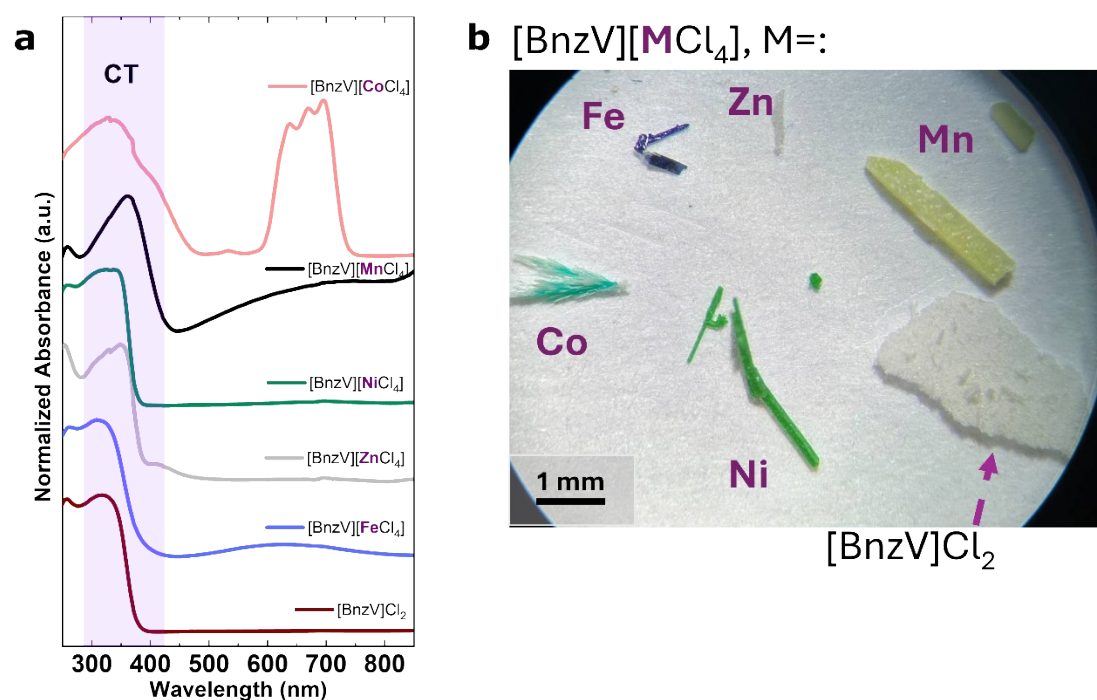 a
CT
[BnzV][CoCl₄]
[BnzV][MnCl₄]
[BnzV][NiCl₄]
[BnzV][ZnCl₄]
[BnzV][FeCl₄]
[BnzV]Cl₂
Normalized Absorbance (a.u.)
300 400 500 600 700 800
Wavelength (nm)
b [BnzV][MCl₄], M=:
Fe
Zn
Mn
Co
Ni
1 mm
[BnzV]Cl₂